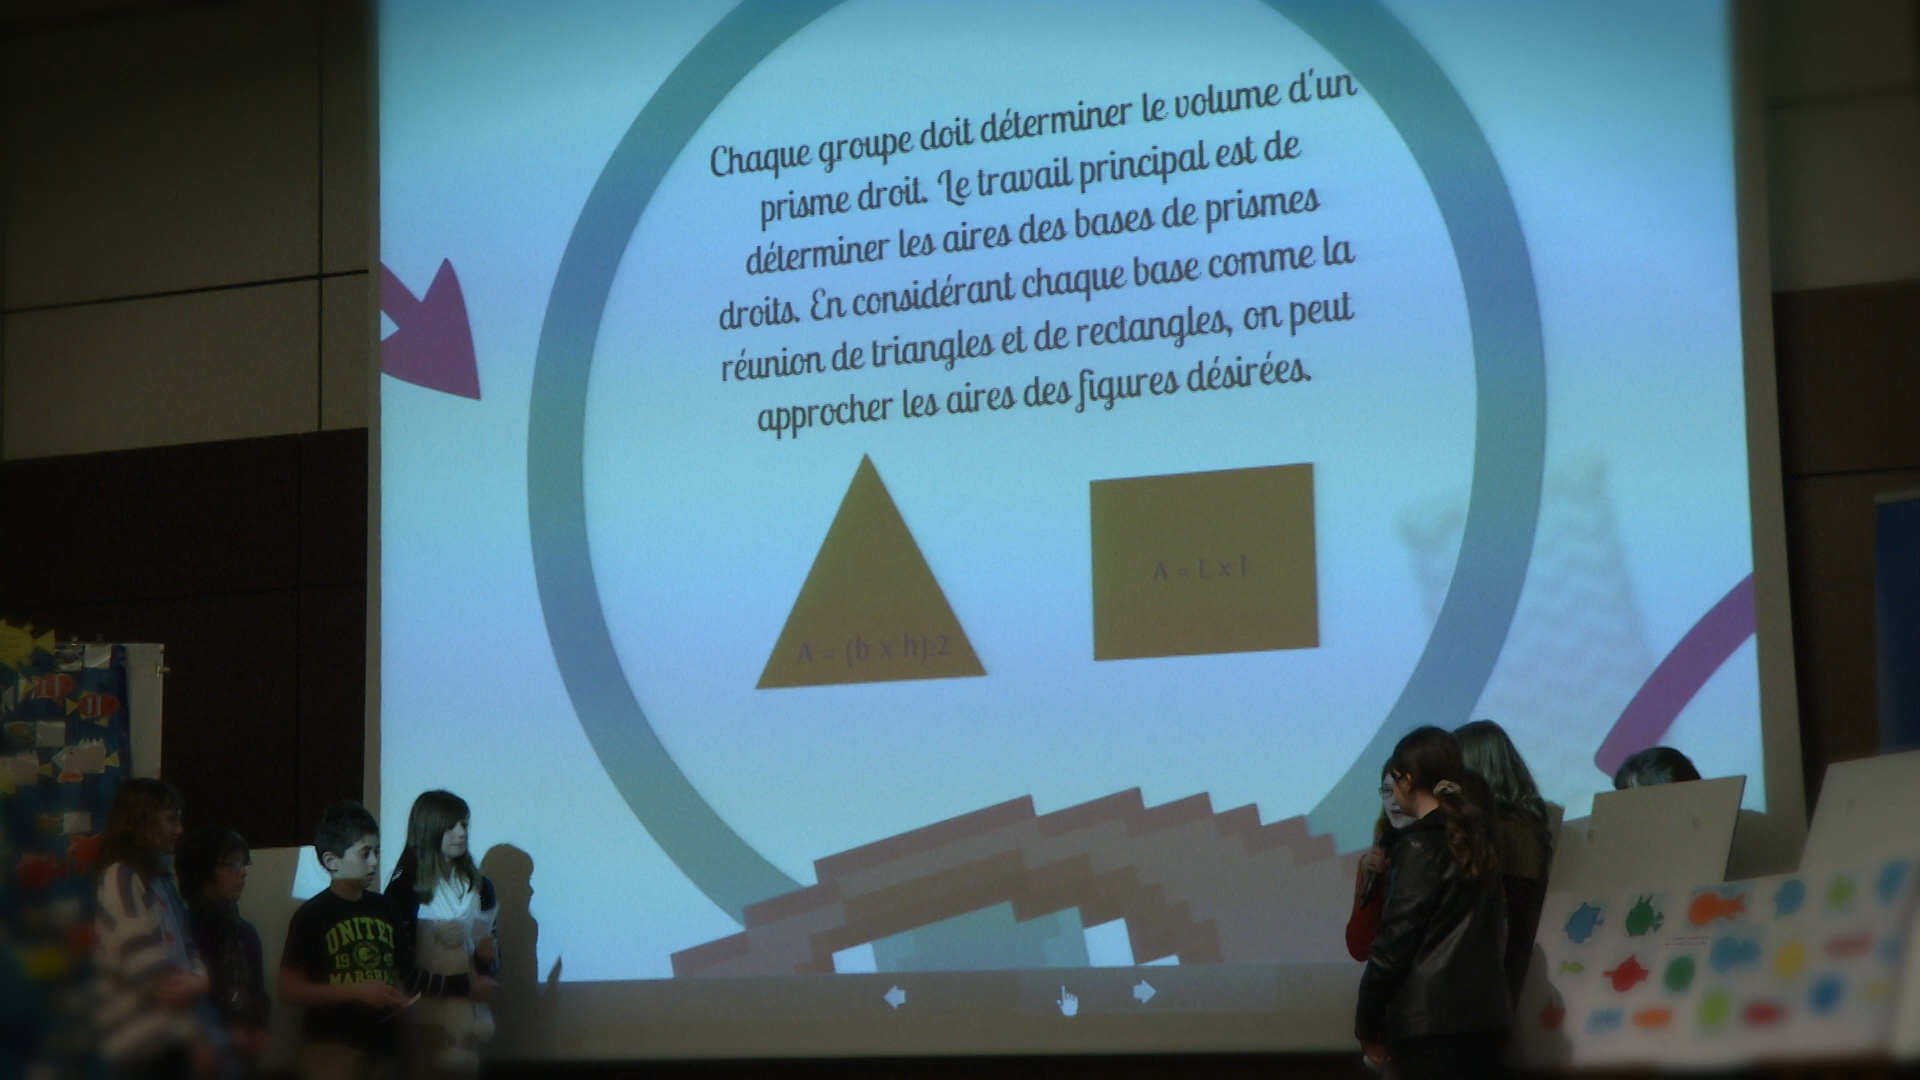 Chaque groupe doit déterminer le volume d'un
prisme droit. Le travail principal est de
déterminer les aires des bases de prismes
droits. En considérant chaque base comme la
réunion de triangles et de rectangles, on peut
approcher les aires des figures désirées.
A = L x l
A = (b x h):2
UNITED
MARSHALL